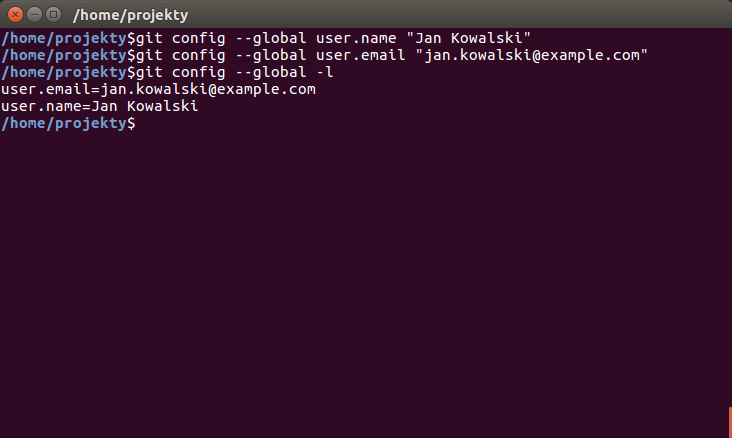 /home/projekty
/home/projekty$git config --global user.name "Jan Kowalski"
/home/projekty$git config --global user.email "jan.kowalski@example.com"
/home/projekty$git config --global -l
user.email=jan.kowalski@example.com
user.name=Jan Kowalski
/home/projekty$